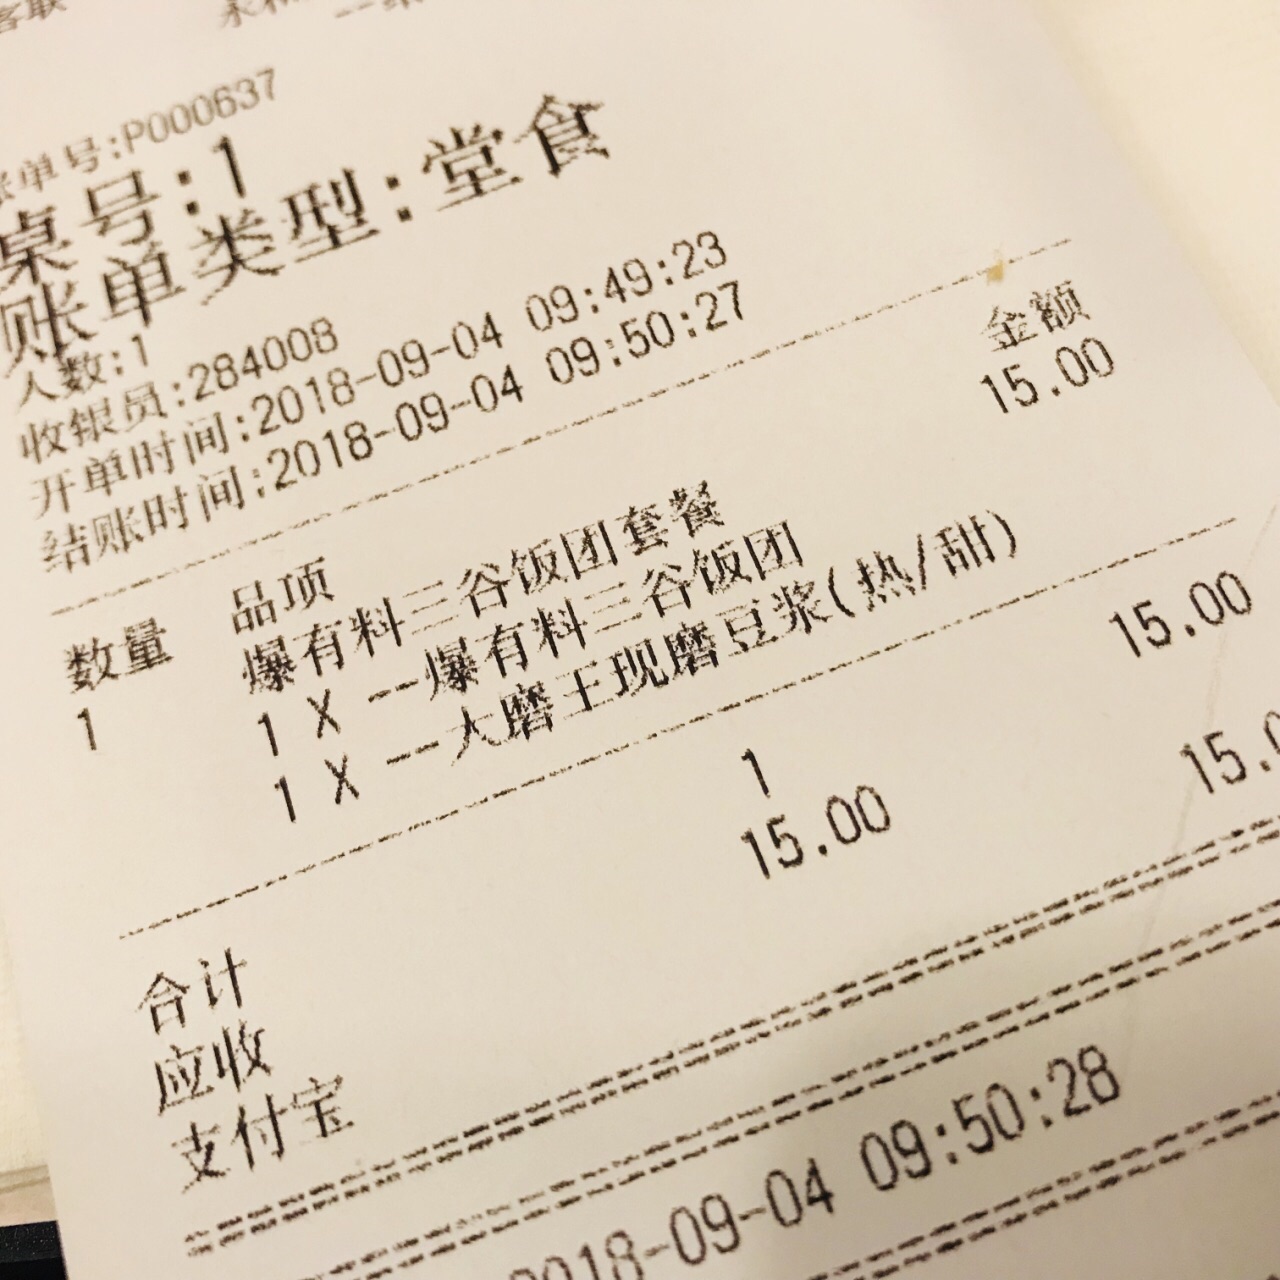 客联
账单号:P000637
桌号:1
账单类型:堂食
人数:1
收银员:284008
开单时间:2018-09-04 09:49:23
结账时间:2018-09-04 09:50:27
数量 品项 金额
1 爆有料三谷饭团套餐 15.00
1 X --爆有料三谷饭团
1 X --大磨王现磨豆浆(热/甜)
合计 1 15.00
应收 15.00 15.0
支付宝
2018-09-04 09:50:28